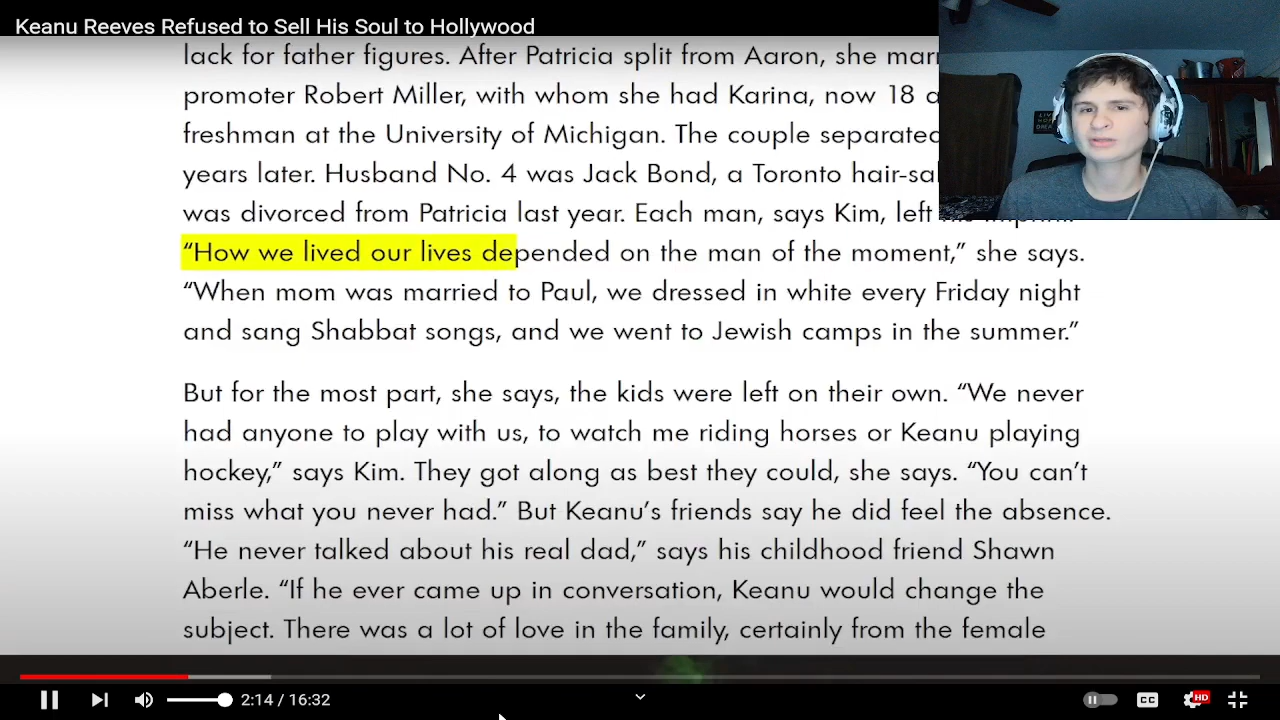 Keanu Reeves Refused to Sell His Soul to Hollywood
lack for father figures. After Patricia split from Aaron, she
promoter Robert Miller, with whom she had Karina, now 18
freshman at the University of Michigan. The couple separated
years later. Husband No. 4 was Jack Bond, a Toronto
was divorced from Patricia last year. Each man, says Kim, left
“How we lived our lives depended on the man of the moment,” she says.
“When mom was married to Paul, we dressed in white every Friday night
and sang Shabbat songs, and we went to Jewish camps in the summer.”
But for the most part, she says, the kids were left on their own. “We never
had anyone to play with us, to watch me riding horses or Keanu playing
hockey,” says Kim. They got along as best they could, she says. “You can’t
miss what you never had.” But Keanu’s friends say he did feel the absence.
“He never talked about his real dad,” says his childhood friend Shawn
Aberle. “If he ever came up in conversation, Keanu would change the
subject. There was a lot of love in the family, certainly from the female
2:14 / 16:32
CC
HD